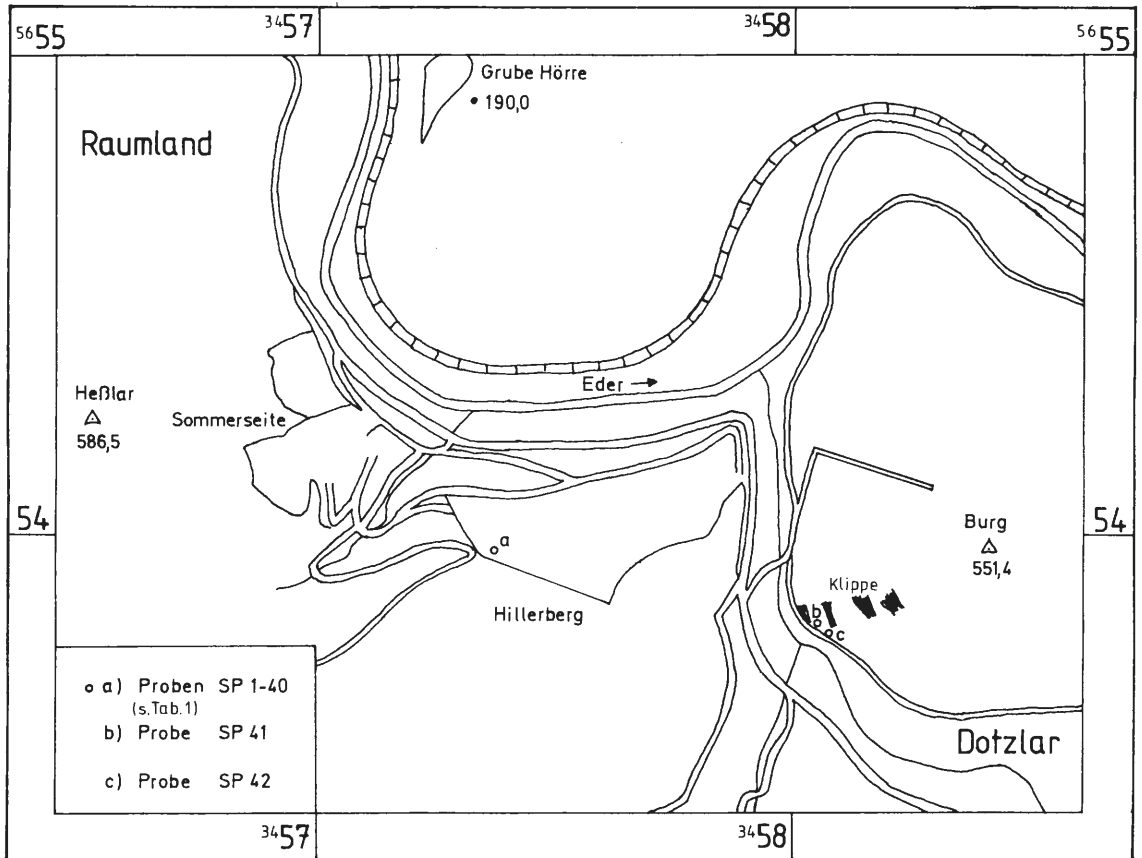 5655 3457 3458 5655
Grube Hörre
190,0
Raumland
Eder
Heßlar
586,5
Sommerseite
54 54
Burg
551,4
a
Klippe
b
c
Hillerberg
a) Proben SP 1-40
(s.Tab.1)
b) Probe SP 41
c) Probe SP 42
Dotzlar
3457 3458